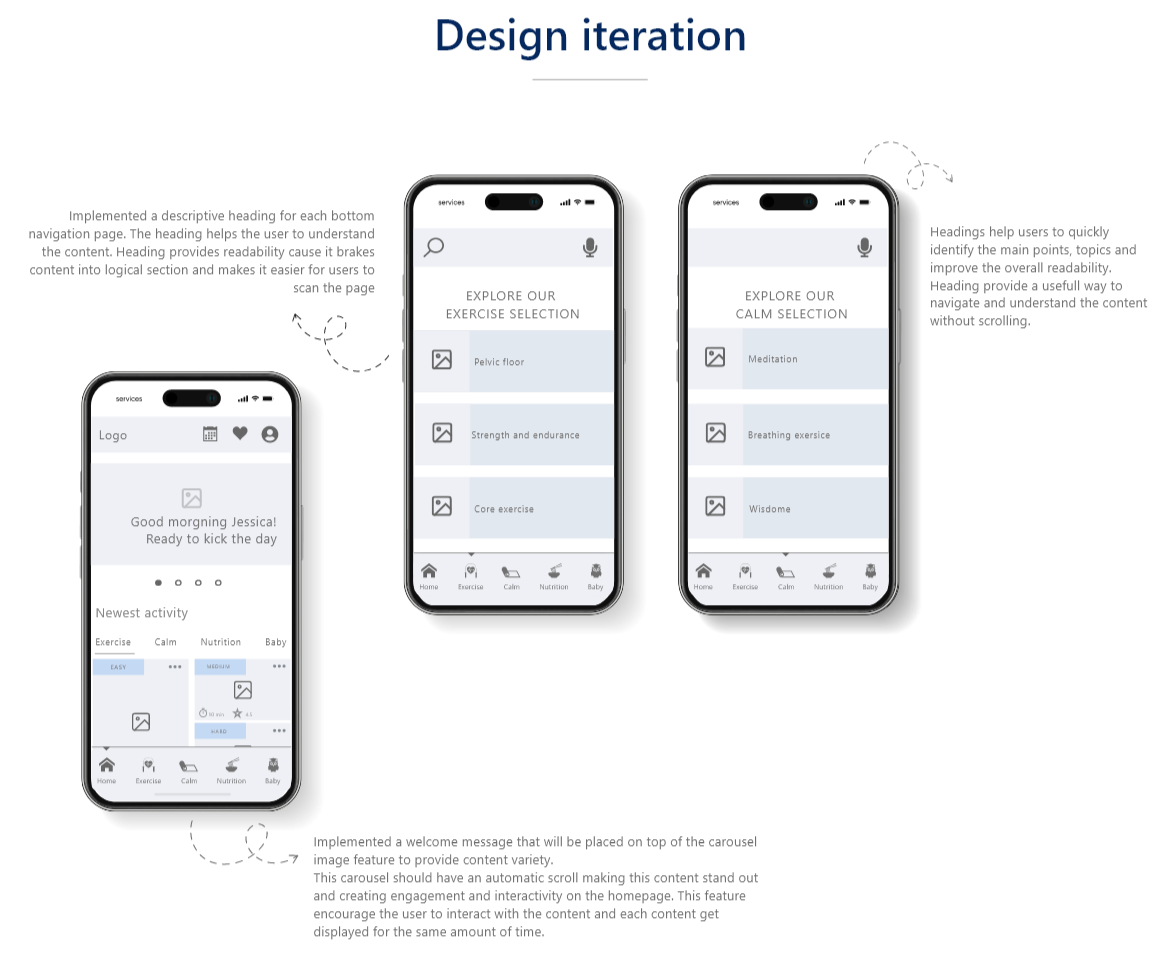 Design iteration
Implemented a descriptive heading for each bottom
navigation page. The heading helps the user to understand
the content. Heading provides readability cause it brakes
content into logical section and makes it easier for users to
scan the page
services
EXPLORE OUR
EXERCISE SELECTION
Pelvic floor
Strength and endurance
Core exercise
Home Exercise Calm Nutrition Baby
services
EXPLORE OUR
CALM SELECTION
Meditation
Breathing exersice
Wisdome
Home Exercise Calm Nutrition Baby
Headings help users to quickly
identify the main points, topics and
improve the overall readability.
Heading provide a usefull way to
navigate and understand the content
without scrolling.
services
Logo
Good morgning Jessica!
Ready to kick the day
Newest activity
Exercise Calm Nutrition Baby
EASY
MEDIUM
min
4.5
HARD
Home Exercise Calm Nutrition Baby
Implemented a welcome message that will be placed on top of the carousel
image feature to provide content variety.
This carousel should have an automatic scroll making this content stand out
and creating engagement and interactivity on the homepage. This feature
encourage the user to interact with the content and each content get
displayed for the same amount of time.